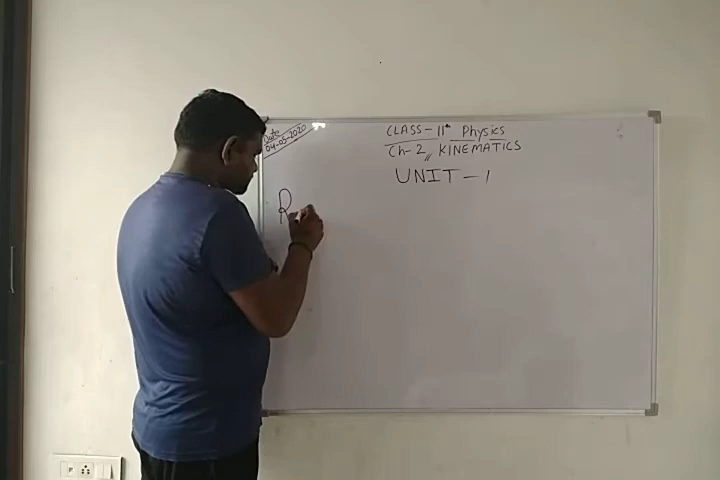 Date
04-05-2020
CLASS-11th Physics
Ch-2,, KINEMATICS
UNIT-1
R